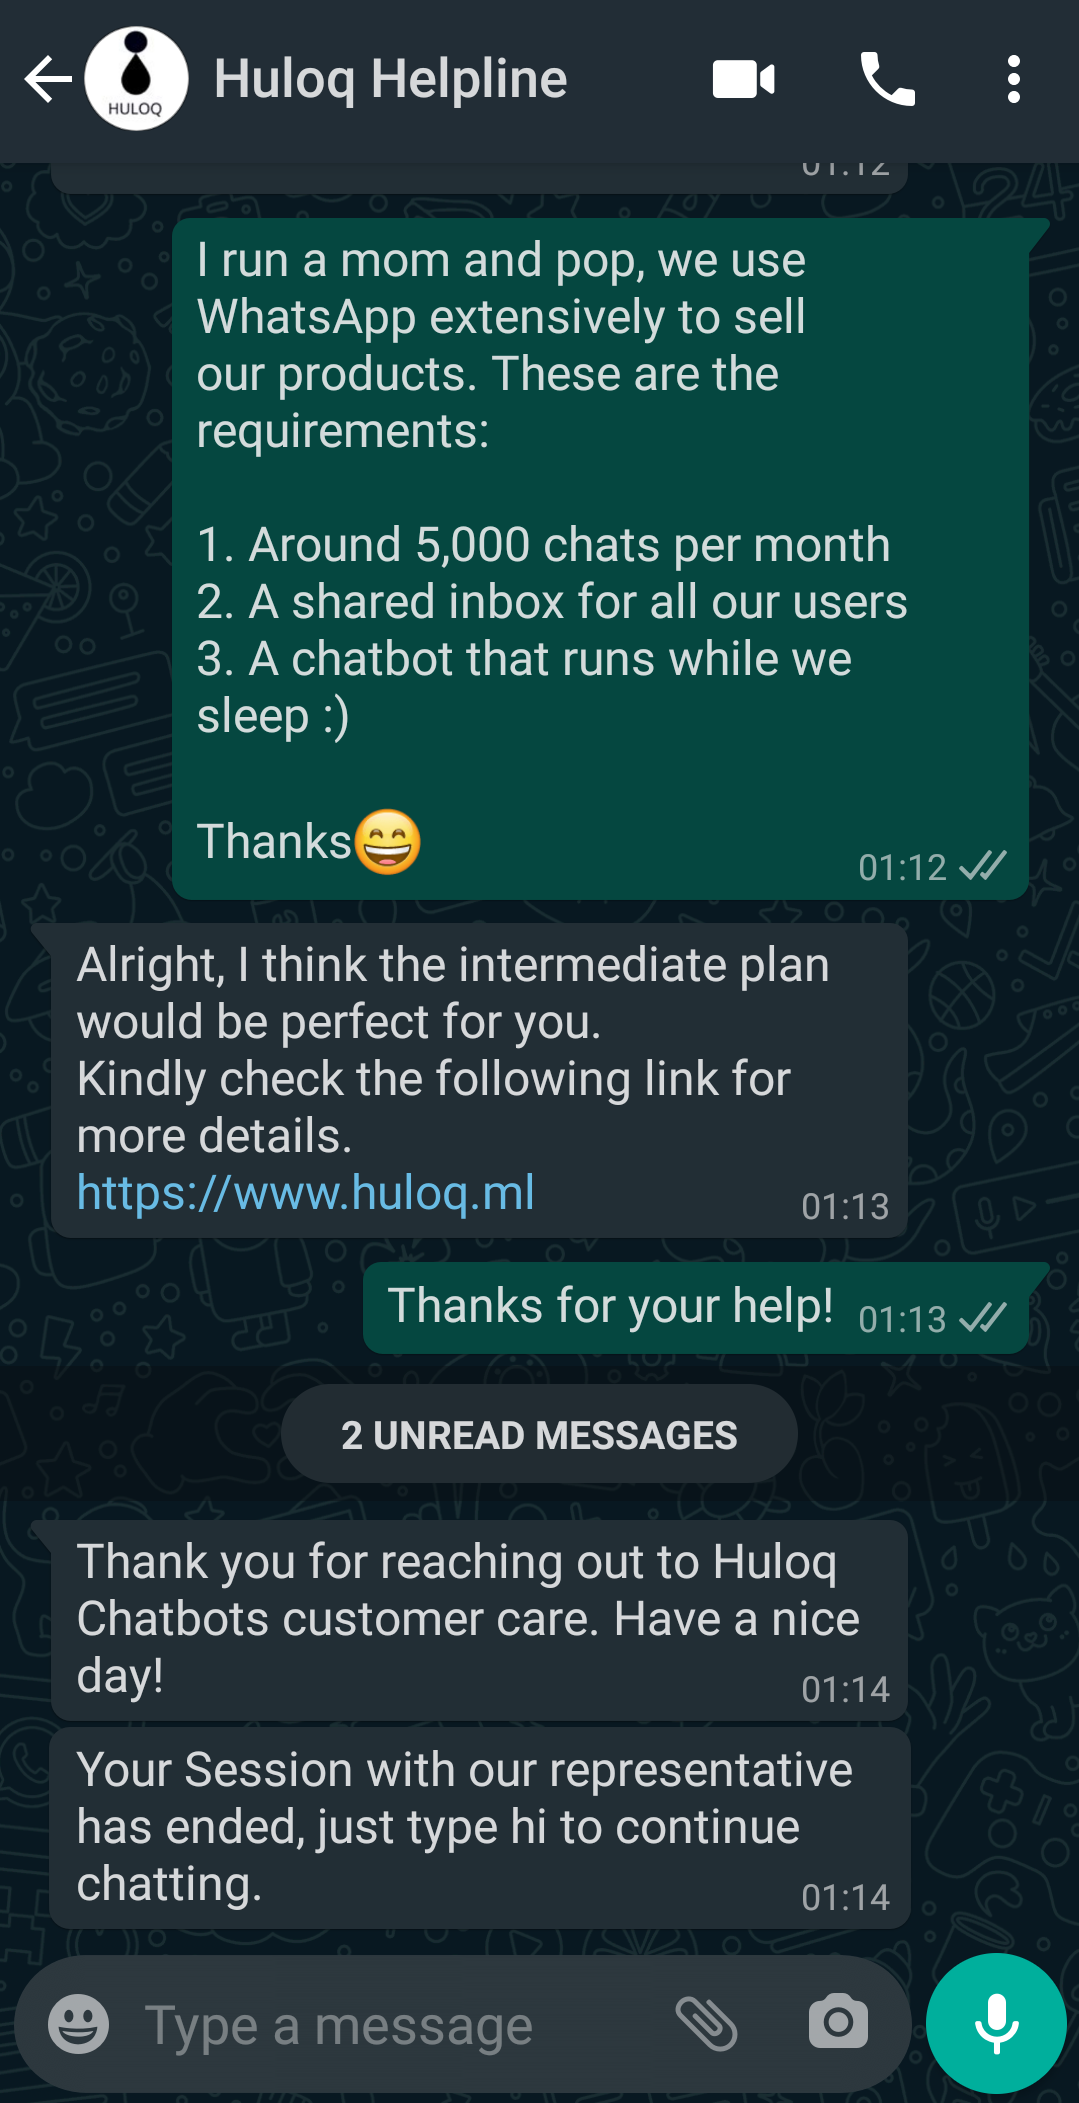 HULOQ
Huloq Helpline
01:12
I run a mom and pop, we use
WhatsApp extensively to sell
our products. These are the
requirements:
1. Around 5,000 chats per month
2. A shared inbox for all our users
3. A chatbot that runs while we
sleep :)
Thanks😄
01:12
Alright, I think the intermediate plan
would be perfect for you.
Kindly check the following link for
more details.
https://www.huloq.ml
01:13
Thanks for your help! 01:13
2 UNREAD MESSAGES
Thank you for reaching out to Huloq
Chatbots customer care. Have a nice
day!
01:14
Your Session with our representative
has ended, just type hi to continue
chatting.
01:14
Type a message